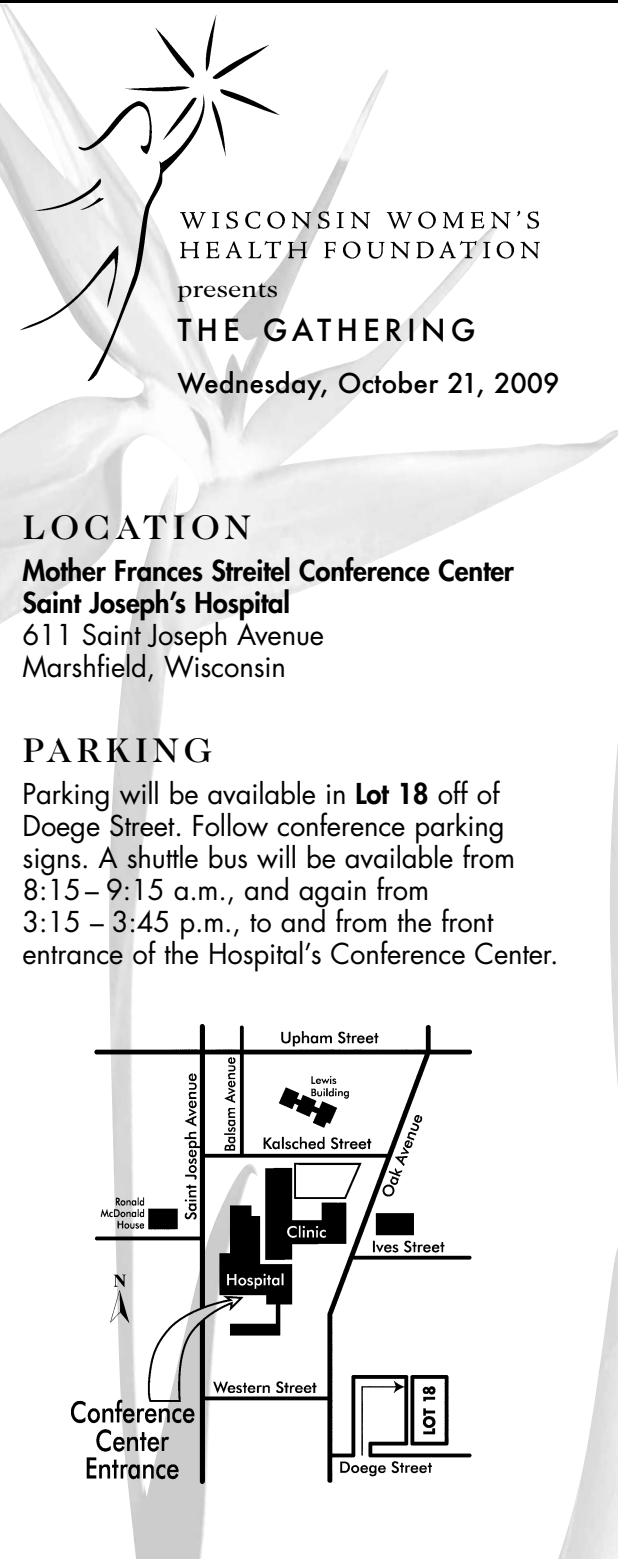 WISCONSIN WOMEN'S
HEALTH FOUNDATION
presents
THE GATHERING
Wednesday, October 21, 2009
LOCATION
Mother Frances Streitel Conference Center
Saint Joseph's Hospital
611 Saint Joseph Avenue
Marshfield, Wisconsin
PARKING
Parking will be available in Lot 18 off of
Doege Street. Follow conference parking
signs. A shuttle bus will be available from
8:15 – 9:15 a.m., and again from
3:15 – 3:45 p.m., to and from the front
entrance of the Hospital's Conference Center.
Upham Street
Saint Joseph Avenue
Balsam Avenue
Lewis
Building
Kalsched Street
Oak Avenue
Ronald
McDonald
House
Clinic
Ives Street
N
Hospital
Western Street
Conference
Center
Entrance
LOT 18
Doege Street